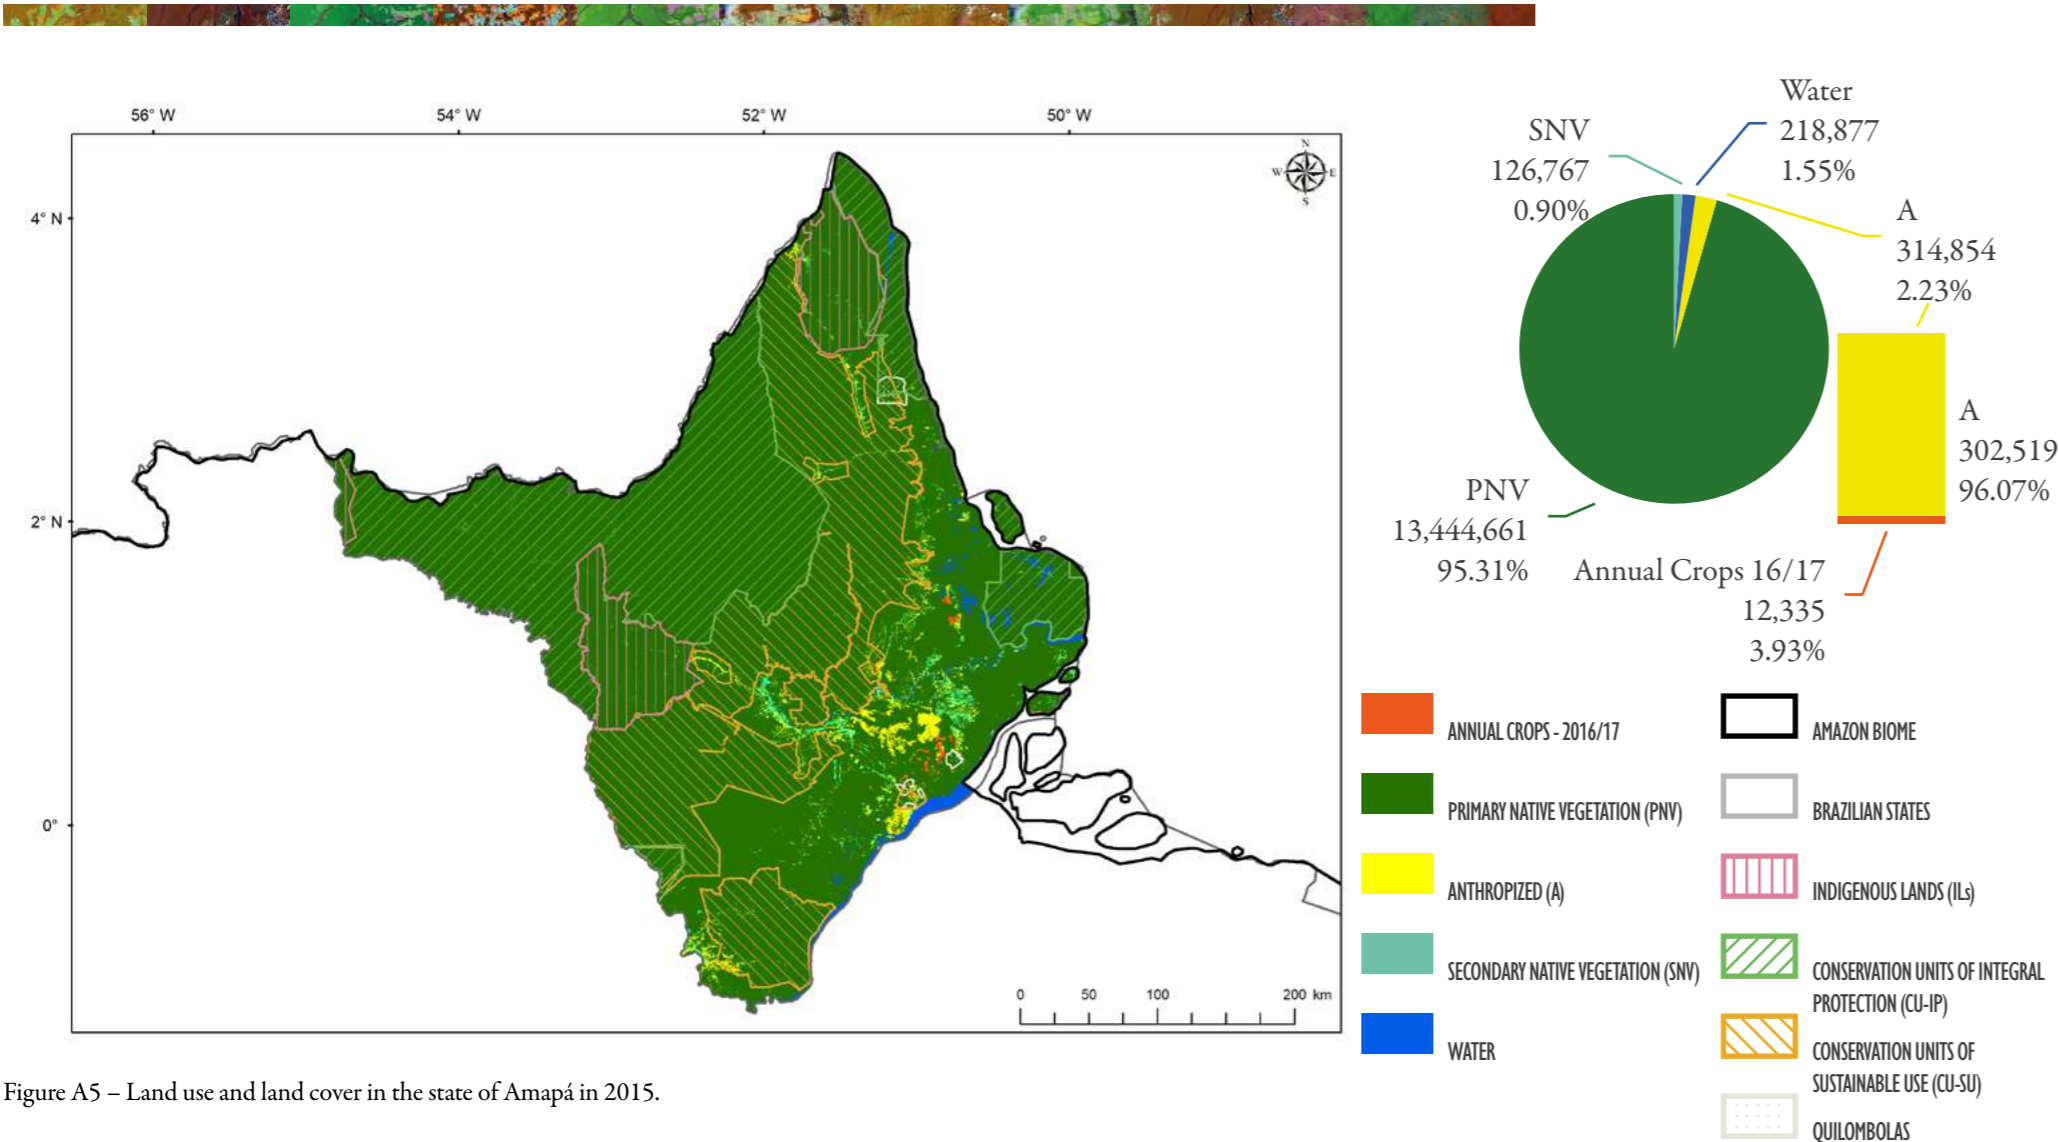 56° W
54° W
52° W
50° W
4° N
2° N
0°
N
W
E
S
0
50
100
200 km
SNV
126,767
0.90%
Water
218,877
1.55%
A
314,854
2.23%
A
302,519
96.07%
PNV
13,444,661
95.31%
Annual Crops 16/17
12,335
3.93%
ANNUAL CROPS - 2016/17
PRIMARY NATIVE VEGETATION (PNV)
ANTHROPIZED (A)
SECONDARY NATIVE VEGETATION (SNV)
WATER
AMAZON BIOME
BRAZILIAN STATES
INDIGENOUS LANDS (ILs)
CONSERVATION UNITS OF INTEGRAL
PROTECTION (CU-IP)
CONSERVATION UNITS OF
SUSTAINABLE USE (CU-SU)
QUILOMBOLAS
Figure A5 – Land use and land cover in the state of Amapá in 2015.